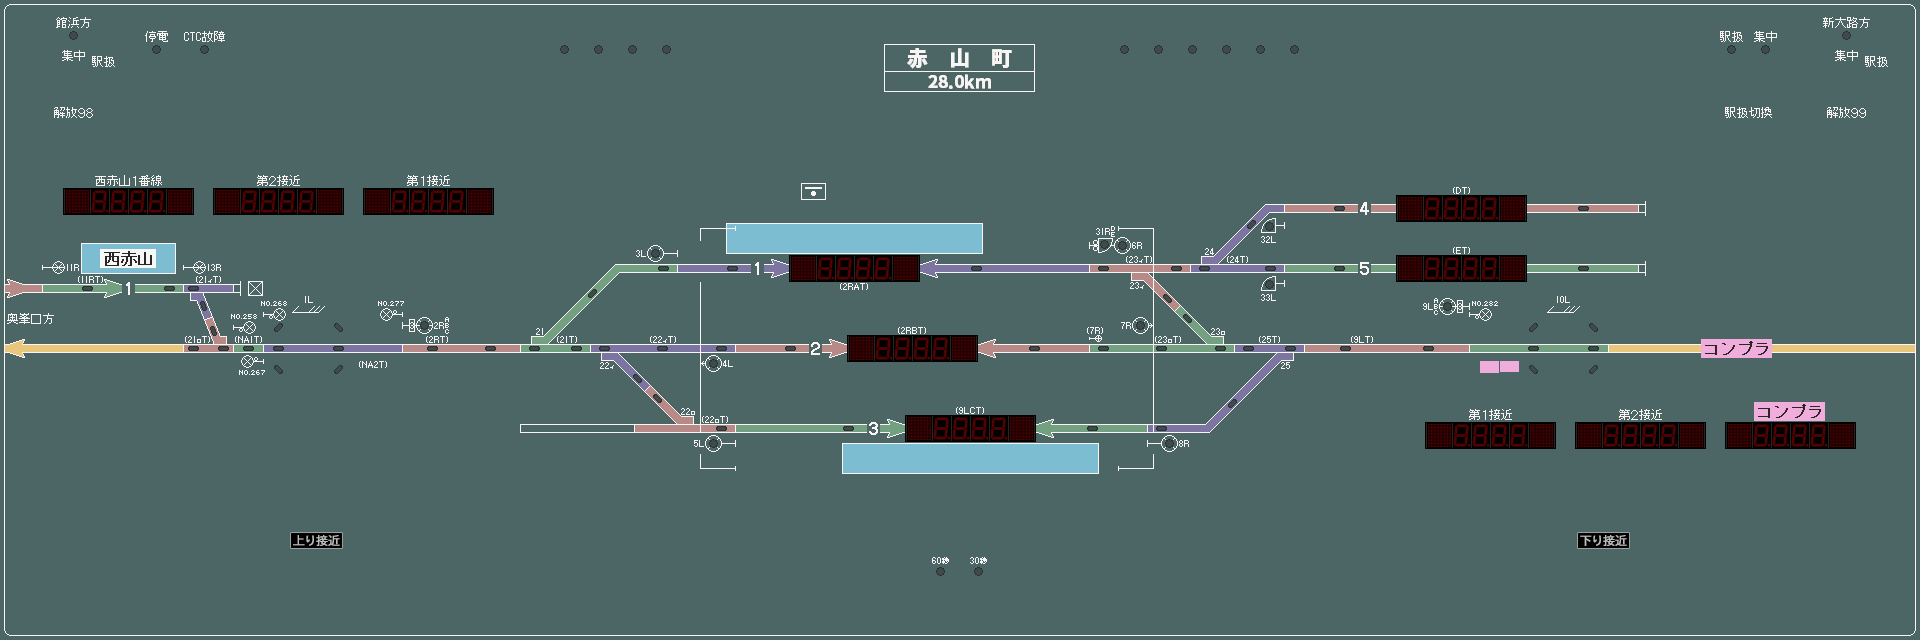 館浜方
停電 CTC故障
集中 駅扱
解放98
赤山町
28.0km
新大路方
駅扱 集中
集中 駅扱
駅扱切換 解放99
西赤山1番線 第2接近 第1接近
西赤山
11R 13R
(11RT) 1 (21ｲT)
奥峯口方
(21ﾛT) (NA1T)
NO.258
NO.268
NO.267
1L
NO.277
2R
(NA2T)
(2RT)
21
(21T)
3L
1
(2RAT)
22ｲ
(22ｲT)
4L
2
(2RBT)
22ﾛ
(22ﾛT)
5L
3
(9LCT)
31R
6R
(23ｲT)
23ｲ
7R
(7R)
(23ﾛT)
23ﾛ
8R
24
(24T)
32L
33L
4
(DT)
5
(ET)
(25T)
25
(9LT)
9L
NO.282
10L
コンプラ
第1接近 第2接近 コンプラ
上り接近
下り接近
60秒 30秒